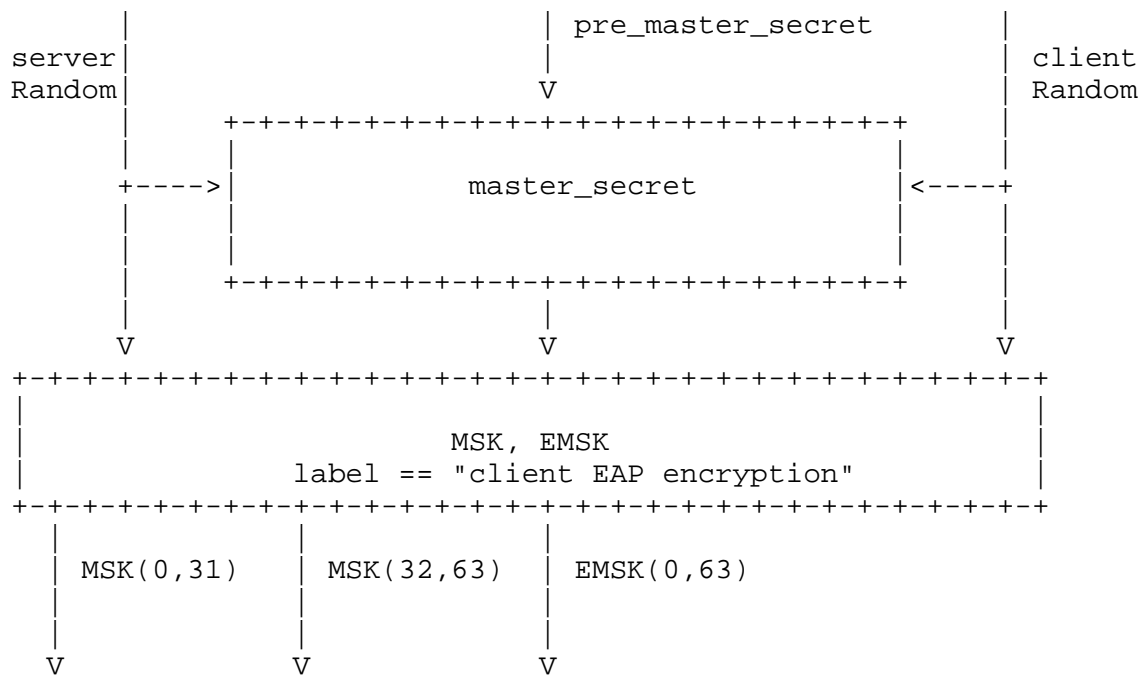 | | pre_master_secret |
server| | | client
Random| V | Random
| +-+-+-+-+-+-+-+-+-+-+-+-+-+-+-+-+-+-+-+ |
| | | |
+---->| master_secret |<----+
| | | |
| | | |
| +-+-+-+-+-+-+-+-+-+-+-+-+-+-+-+-+-+-+-+ |
| | |
V V V
+-+-+-+-+-+-+-+-+-+-+-+-+-+-+-+-+-+-+-+-+-+-+-+-+-+-+-+-+-+
| |
| MSK, EMSK |
| label == "client EAP encryption" |
+-+-+-+-+-+-+-+-+-+-+-+-+-+-+-+-+-+-+-+-+-+-+-+-+-+-+-+-+-+
| | |
| MSK(0,31) | MSK(32,63) | EMSK(0,63)
| | |
| | |
V V V